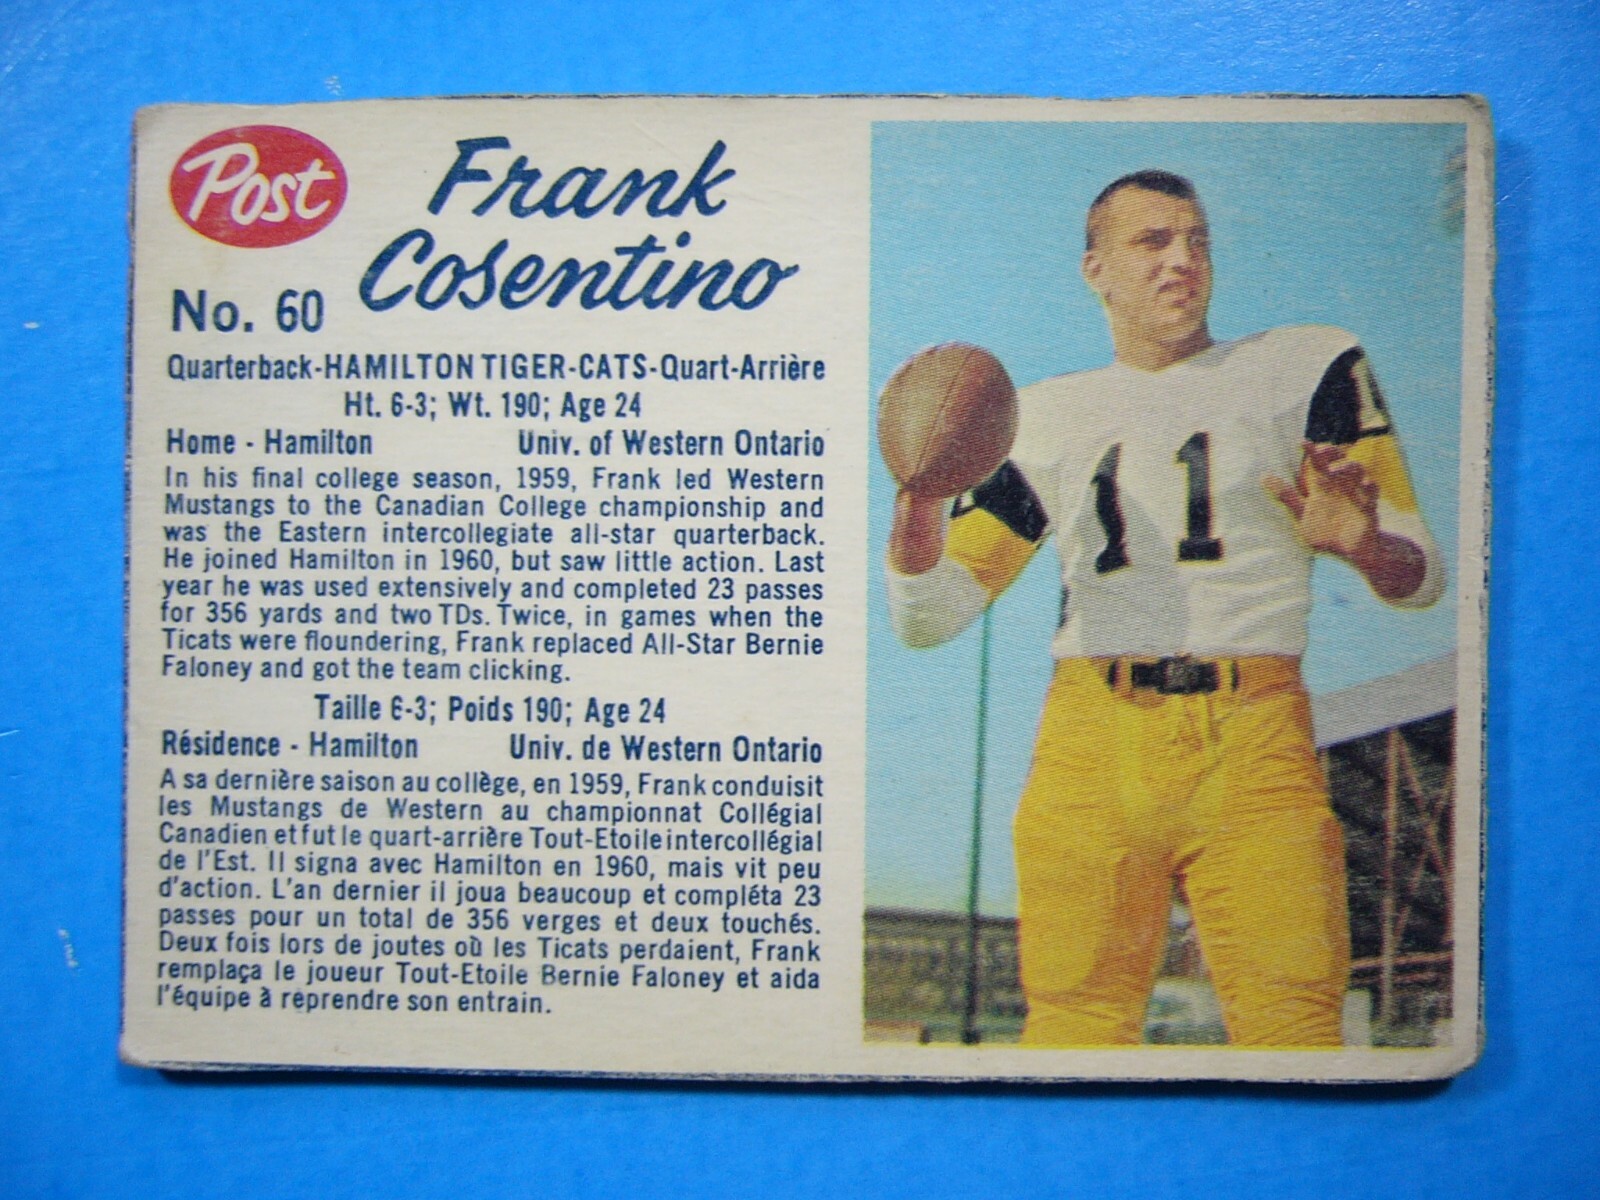 Post
Frank
Cosentino
No. 60
Quarterback-HAMILTON TIGER-CATS-Quart-Arrière
Ht. 6-3; Wt. 190; Age 24
Home - Hamilton Univ. of Western Ontario
In his final college season, 1959, Frank led Western
Mustangs to the Canadian College championship and
was the Eastern intercollegiate all-star quarterback.
He joined Hamilton in 1960, but saw little action. Last
year he was used extensively and completed 23 passes
for 356 yards and two TDs. Twice, in games when the
Ticats were floundering, Frank replaced All-Star Bernie
Faloney and got the team clicking.
Taille 6-3; Poids 190; Age 24
Résidence - Hamilton Univ. de Western Ontario
A sa dernière saison au collège, en 1959, Frank conduisit
les Mustangs de Western au championnat Collégial
Canadien et fut le quart-arrière Tout-Etoile intercollégial
de l'Est. Il signa avec Hamilton en 1960, mais vit peu
d'action. L'an dernier il joua beaucoup et compléta 23
passes pour un total de 356 verges et deux touchés.
Deux fois lors de joutes où les Ticats perdaient, Frank
remplaça le joueur Tout-Etoile Bernie Faloney et aida
l'équipe à reprendre son entrain.
11